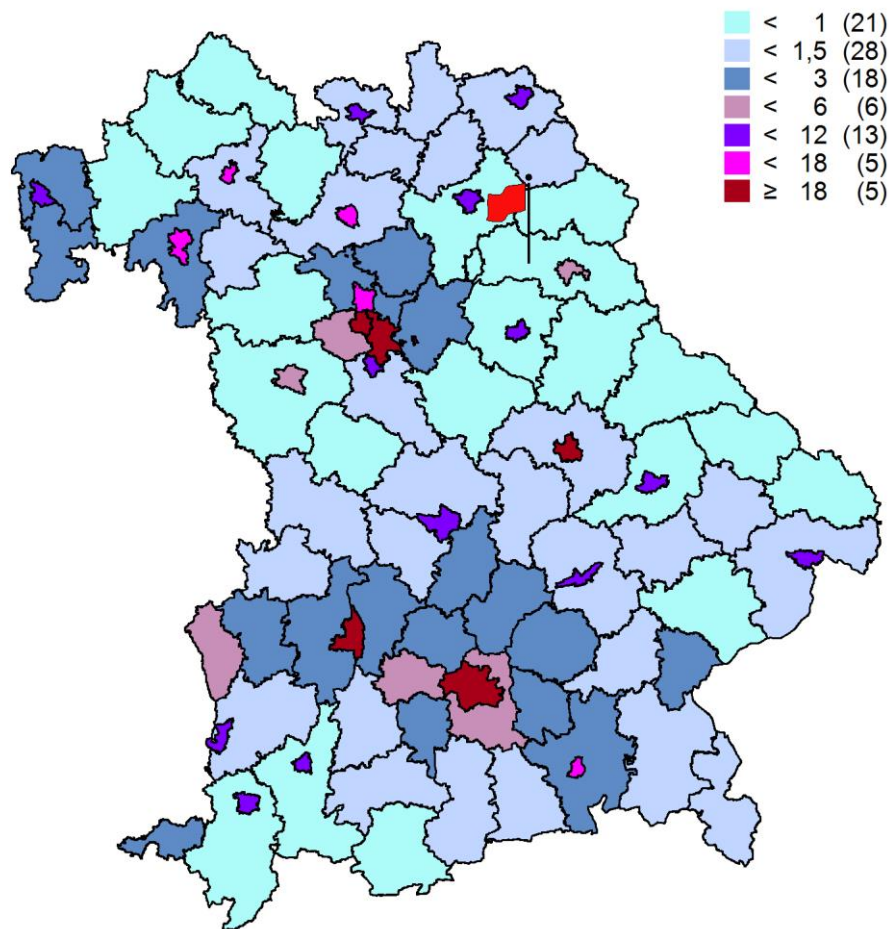 < 1 (21)
< 1,5 (28)
< 3 (18)
< 6 (6)
< 12 (13)
< 18 (5)
≥ 18 (5)